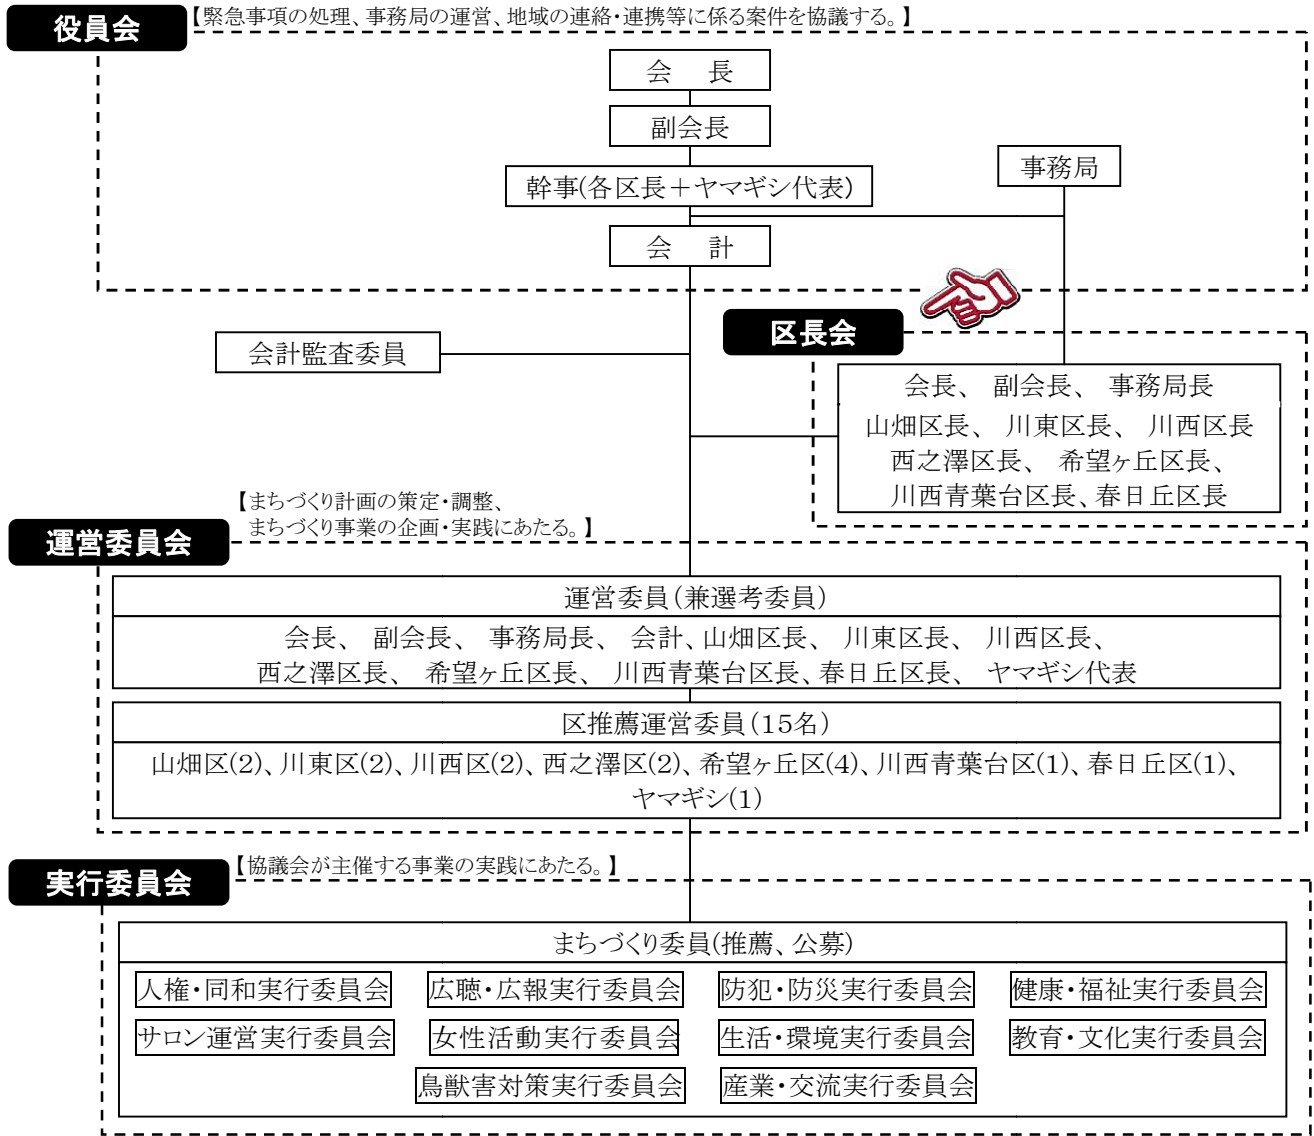 役員会
【緊急事項の処理、事務局の運営、地域の連絡・連携等に係る案件を協議する。】
会　長
副会長
事務局
幹事(各区長＋ヤマギシ代表)
会　計
区長会
会計監査委員
会長、 副会長、 事務局長
山畑区長、 川東区長、 川西区長
西之澤区長、 希望ヶ丘区長、
川西青葉台区長、春日丘区長
【まちづくり計画の策定・調整、
まちづくり事業の企画・実践にあたる。】
運営委員会
運営委員(兼選考委員)
会長、 副会長、 事務局長、 会計、山畑区長、 川東区長、 川西区長、
西之澤区長、 希望ヶ丘区長、 川西青葉台区長、春日丘区長、 ヤマギシ代表
区推薦運営委員(15名)
山畑区(2)、川東区(2)、川西区(2)、西之澤区(2)、希望ヶ丘区(4)、川西青葉台区(1)、春日丘区(1)、
ヤマギシ(1)
実行委員会
【協議会が主催する事業の実践にあたる。】
まちづくり委員(推薦、公募)
人権・同和実行委員会 広聴・広報実行委員会 防犯・防災実行委員会 健康・福祉実行委員会
サロン運営実行委員会 女性活動実行委員会 生活・環境実行委員会 教育・文化実行委員会
鳥獣害対策実行委員会 産業・交流実行委員会